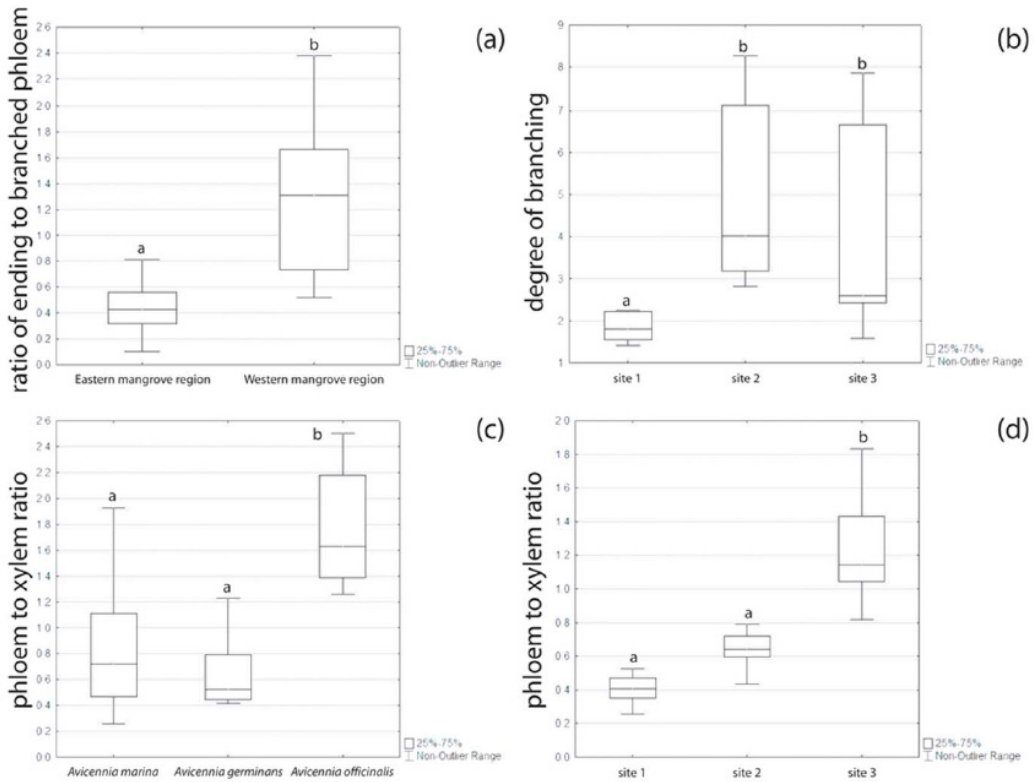 (a)
ratio of ending to branched phloem
2.6
2.4
2.2
2.0
1.8
1.6
1.4
1.2
1.0
0.8
0.6
0.4
0.2
0.0
a
b
Eastern mangrove region
Western mangrove region
25%-75%
Non-Outlier Range
(b)
degree of branching
9
8
7
6
5
4
3
2
1
a
b
b
site 1
site 2
site 3
25%-75%
Non-Outlier Range
(c)
phloem to xylem ratio
2.6
2.4
2.2
2.0
1.8
1.6
1.4
1.2
1.0
0.8
0.6
0.4
0.2
0.0
a
a
b
Avicennia marina
Avicennia germinans
Avicennia officinalis
25%-75%
Non-Outlier Range
(d)
phloem to xylem ratio
2.0
1.8
1.6
1.4
1.2
1.0
0.8
0.6
0.4
0.2
0.0
a
a
b
site 1
site 2
site 3
25%-75%
Non-Outlier Range